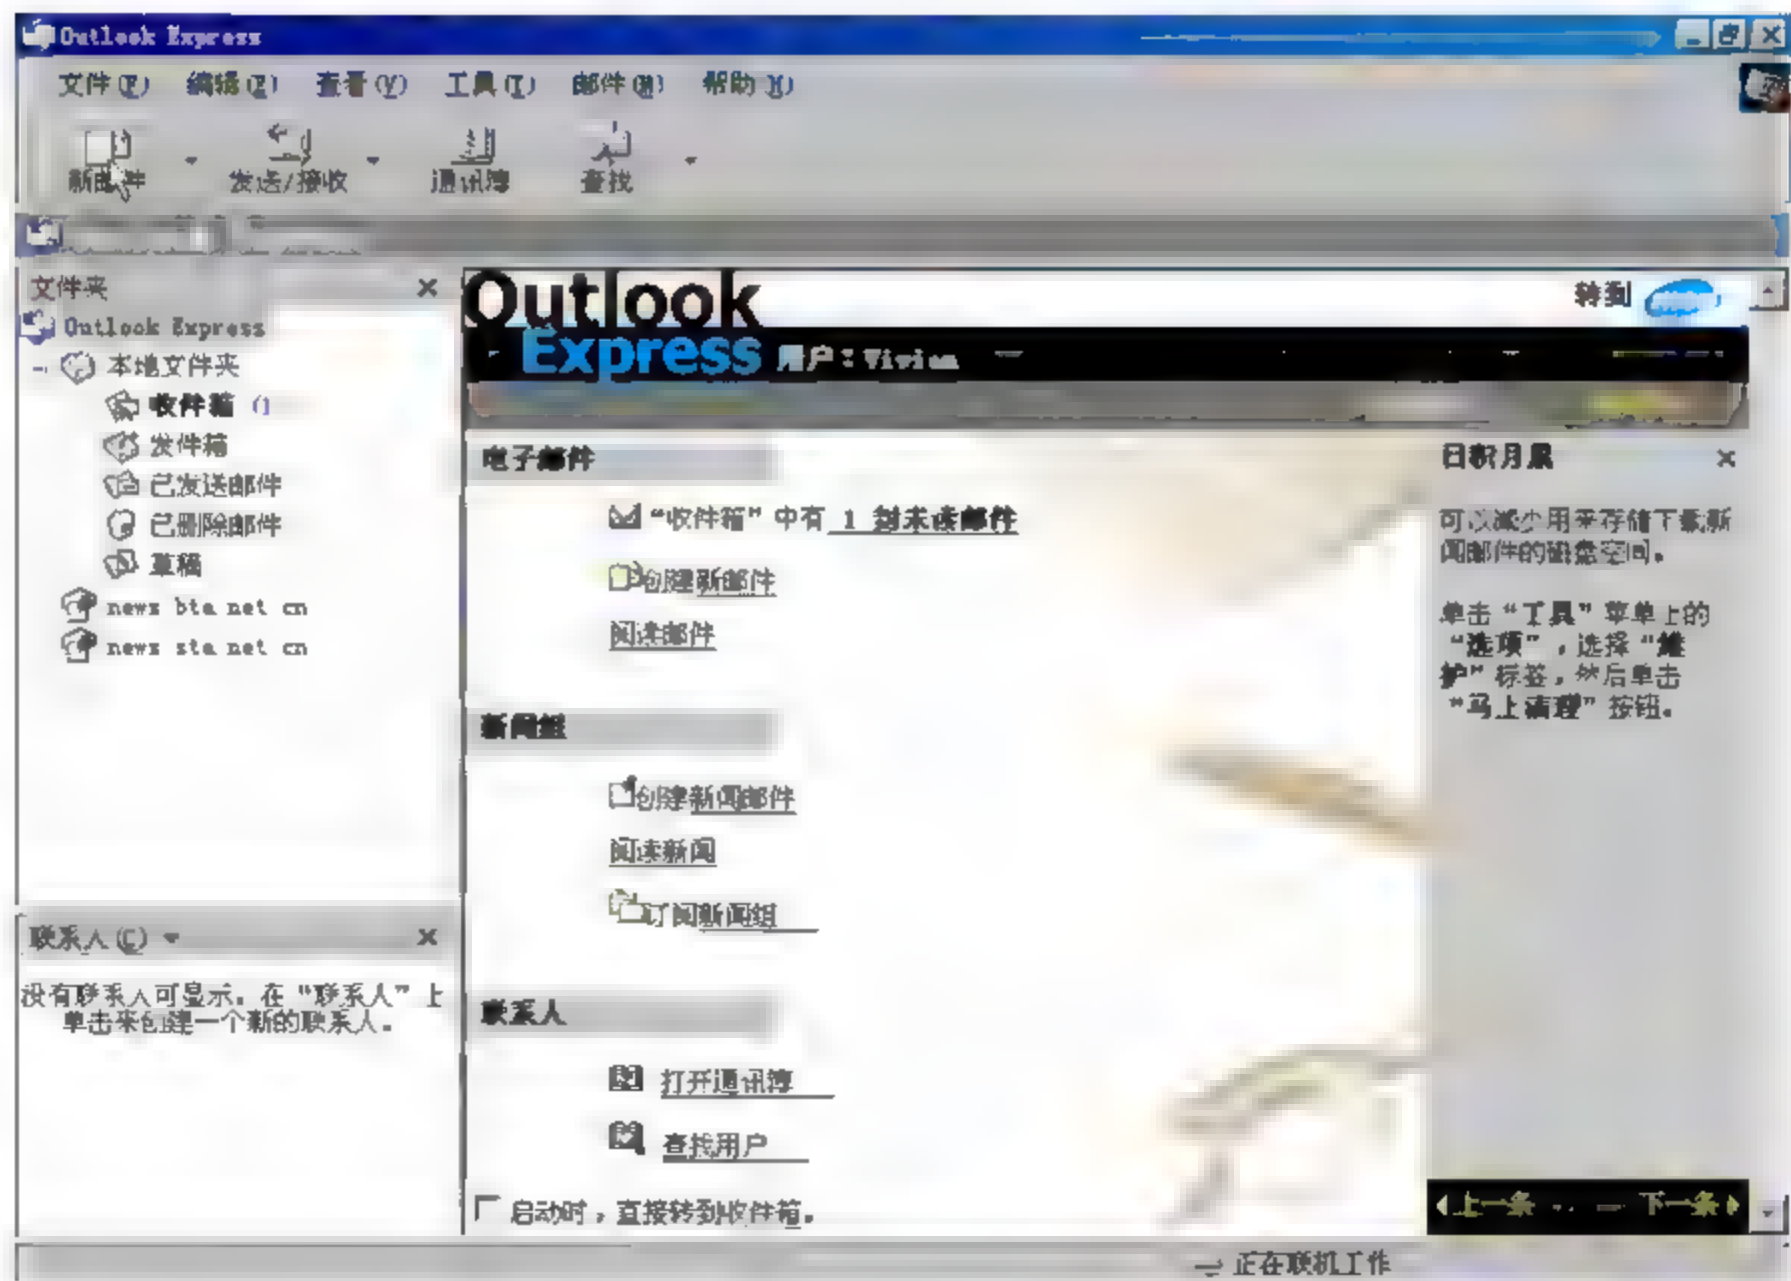 Outlook Express
文件(F) 编辑(E) 查看(V) 工具(T) 邮件(M) 帮助(H)
新邮件 发送/接收 通讯簿 查找
文件夹
Outlook Express
本地文件夹
收件箱 (1
发件箱
已发送邮件
已删除邮件
草稿
news bta net cn
news sta net cn
联系人(C)
没有联系人可显示。在“联系人”上
单击来创建一个新的联系人。
Outlook
转到
Express 用户：Vivian
电子邮件
“收件箱”中有 1 封未读邮件
创建新邮件
阅读邮件
新闻组
创建新闻邮件
阅读新闻
订阅新闻组
联系人
打开通讯簿
查找用户
启动时，直接转到收件箱。
日积月累
可以减少用来存储下载新
闻邮件的磁盘空间。
单击“工具”菜单上的
“选项”，选择“维
护”标签，然后单击
“马上清理”按钮。
上一条 下一条
正在联机工作